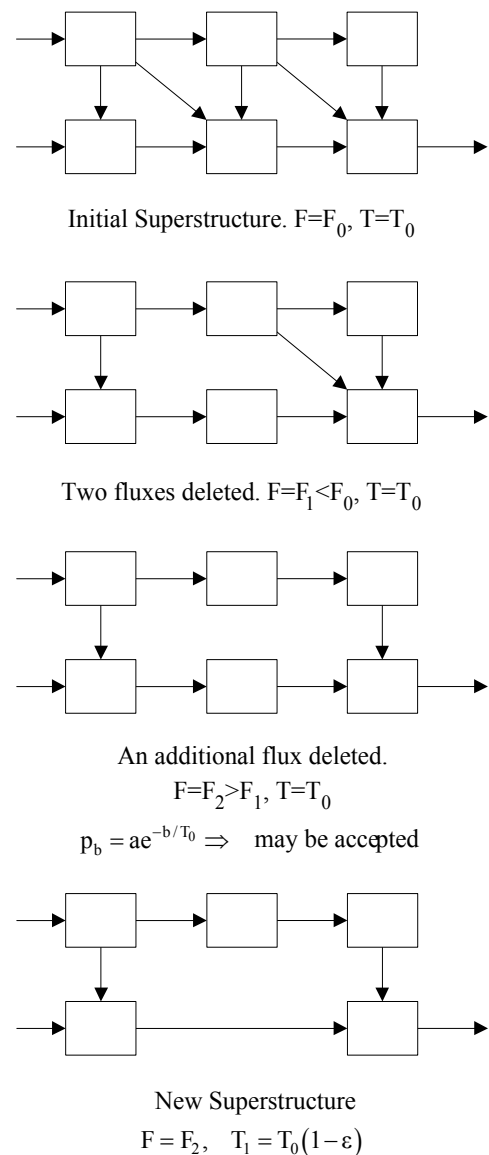 Initial Superstructure. F=F₀, T=T₀
Two fluxes deleted. F=F₁<F₀, T=T₀
An additional flux deleted.
F=F₂>F₁, T=T₀
p_b = ae^(−b/T₀) ⇒ may be accepted
New Superstructure
F = F₂, T₁ = T₀(1−ε)